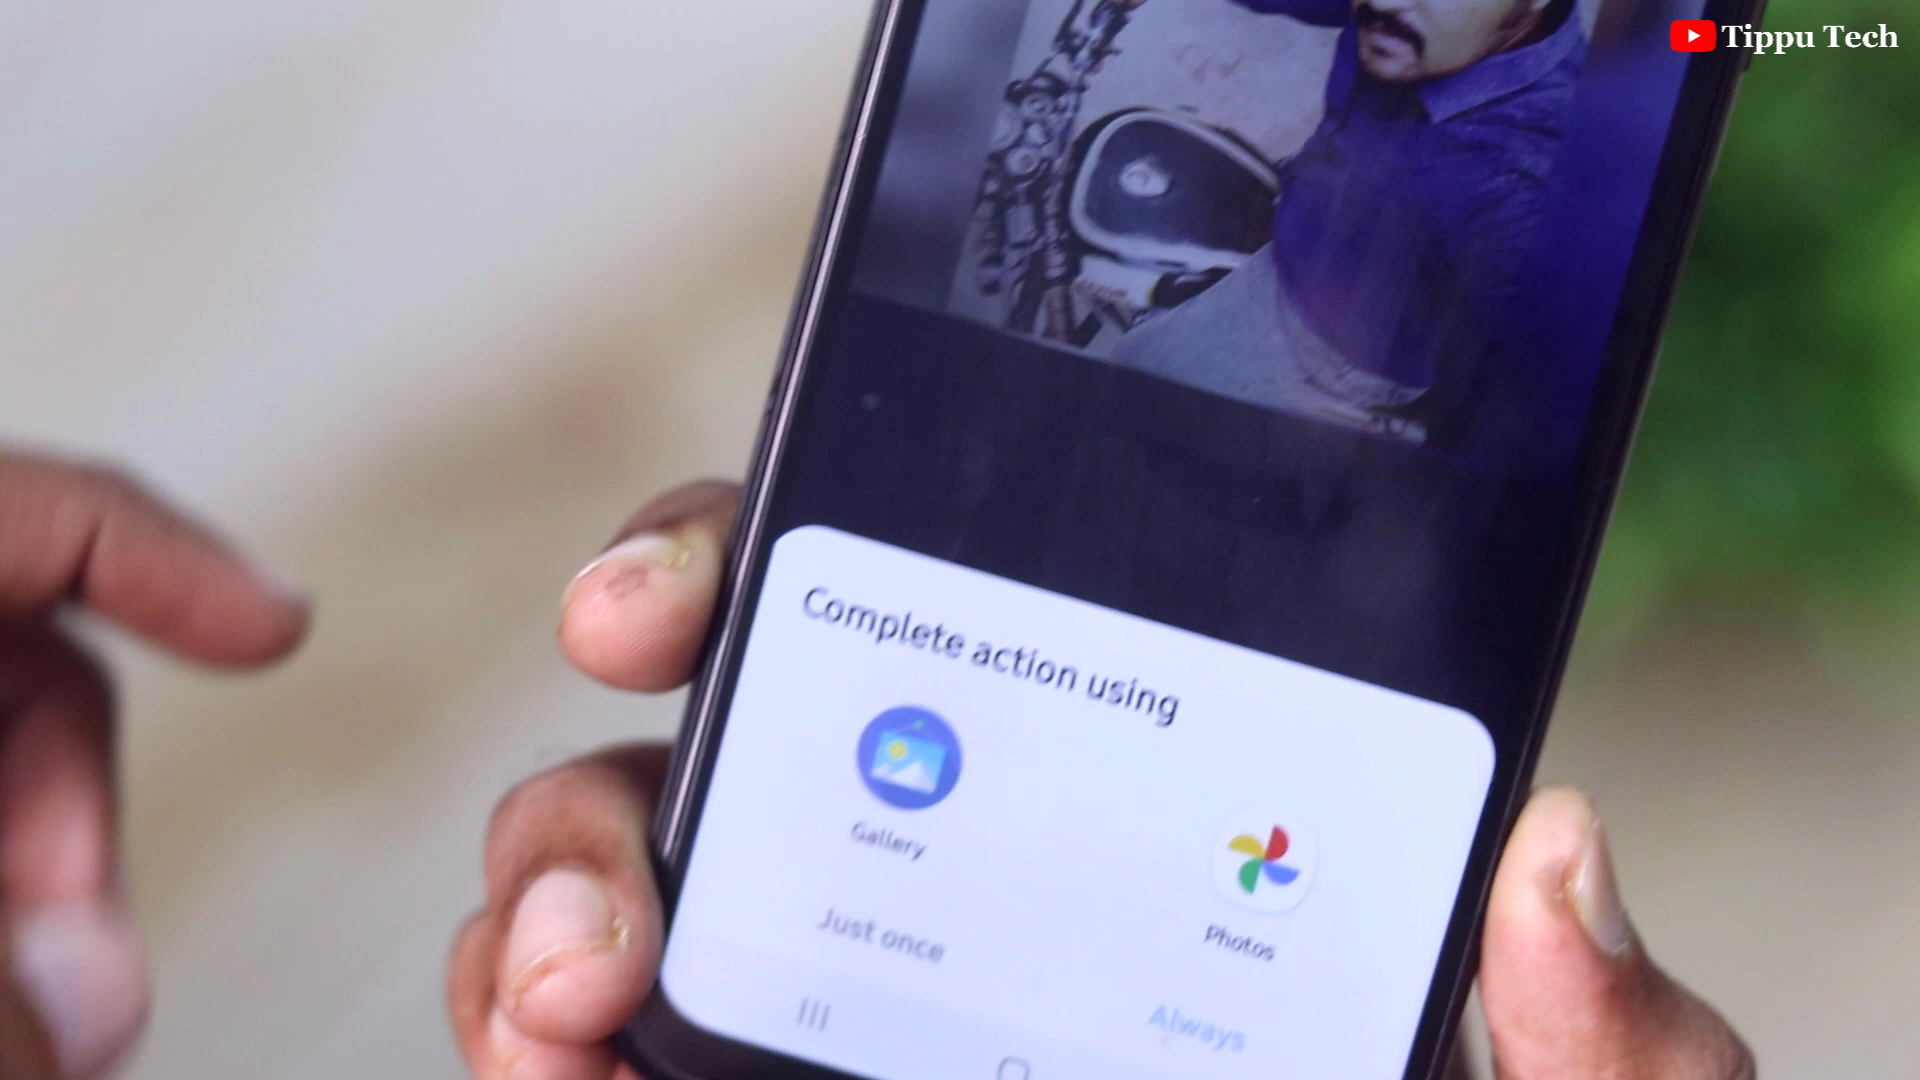 Tippu Tech
Complete action using
Gallery
Photos
Just once
Always